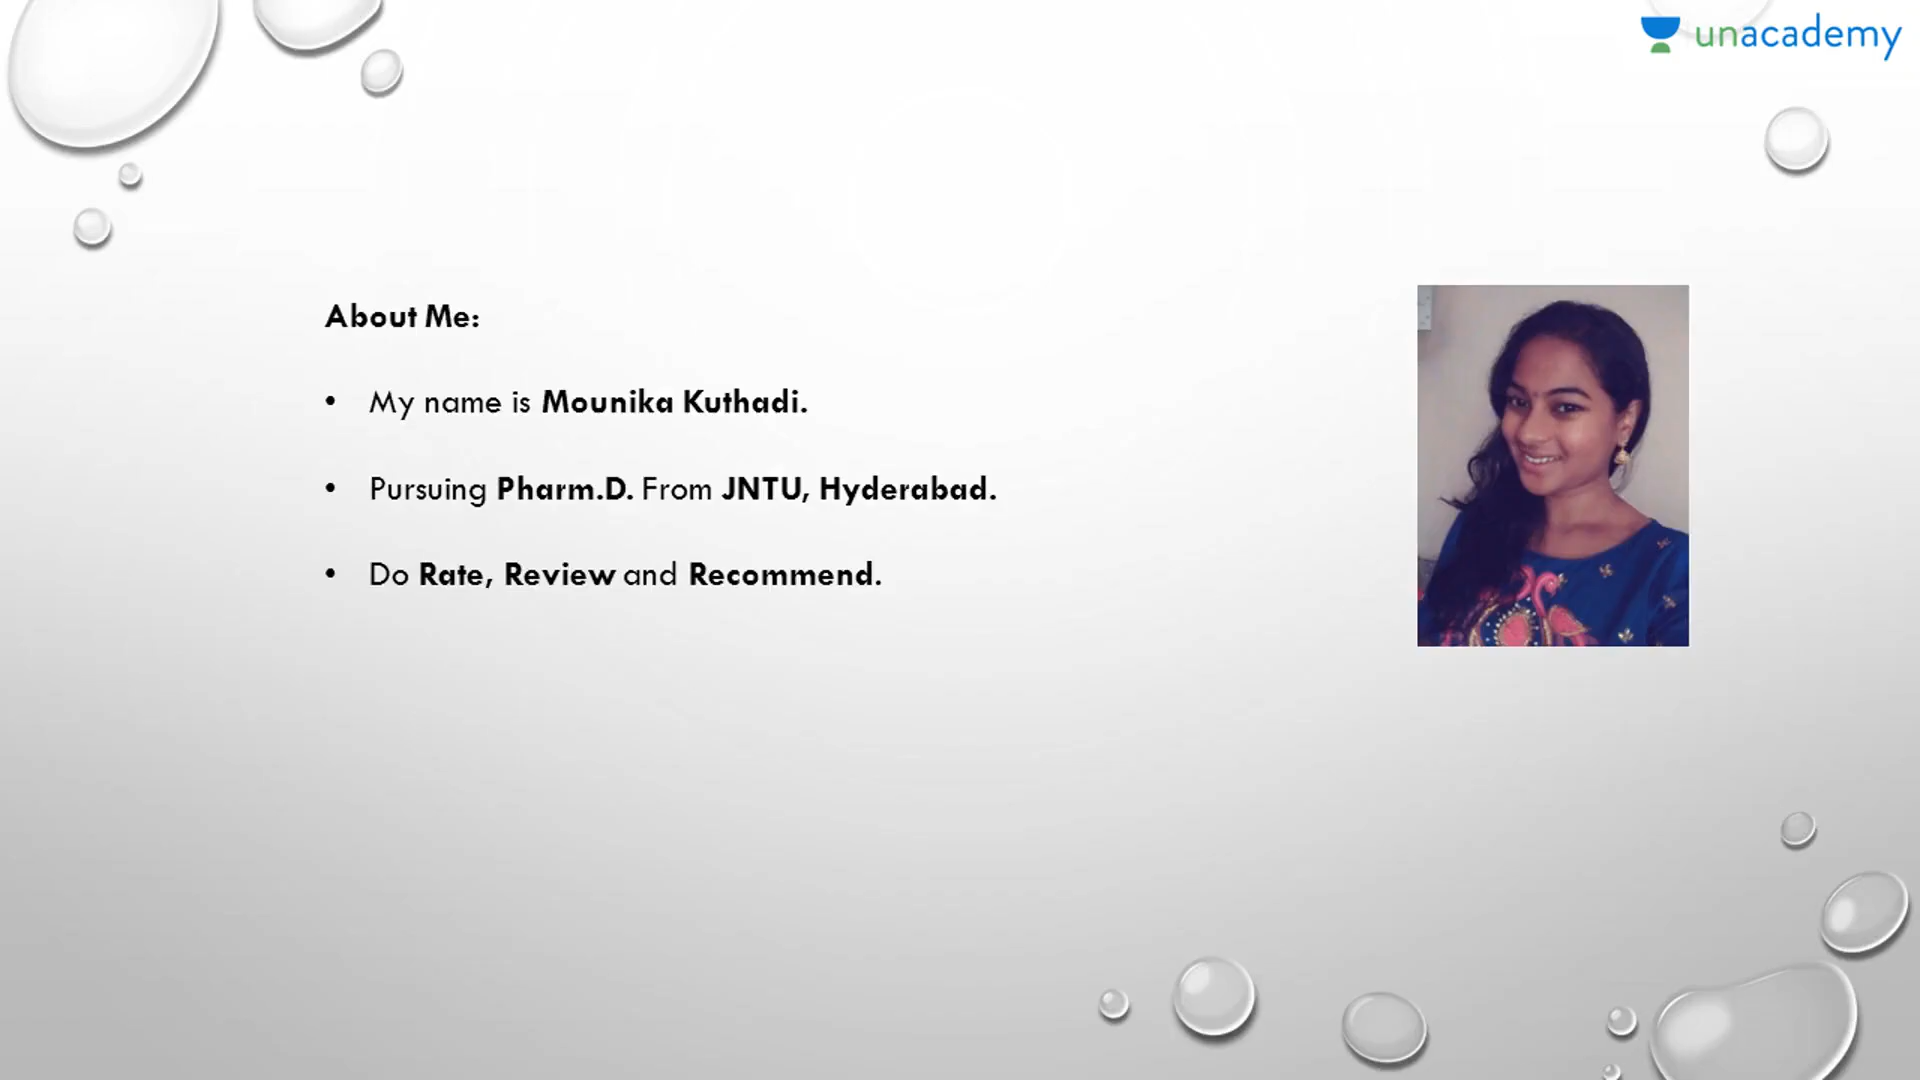 unacademy
About Me:
• My name is Mounika Kuthadi.
• Pursuing Pharm.D. From JNTU, Hyderabad.
• Do Rate, Review and Recommend.